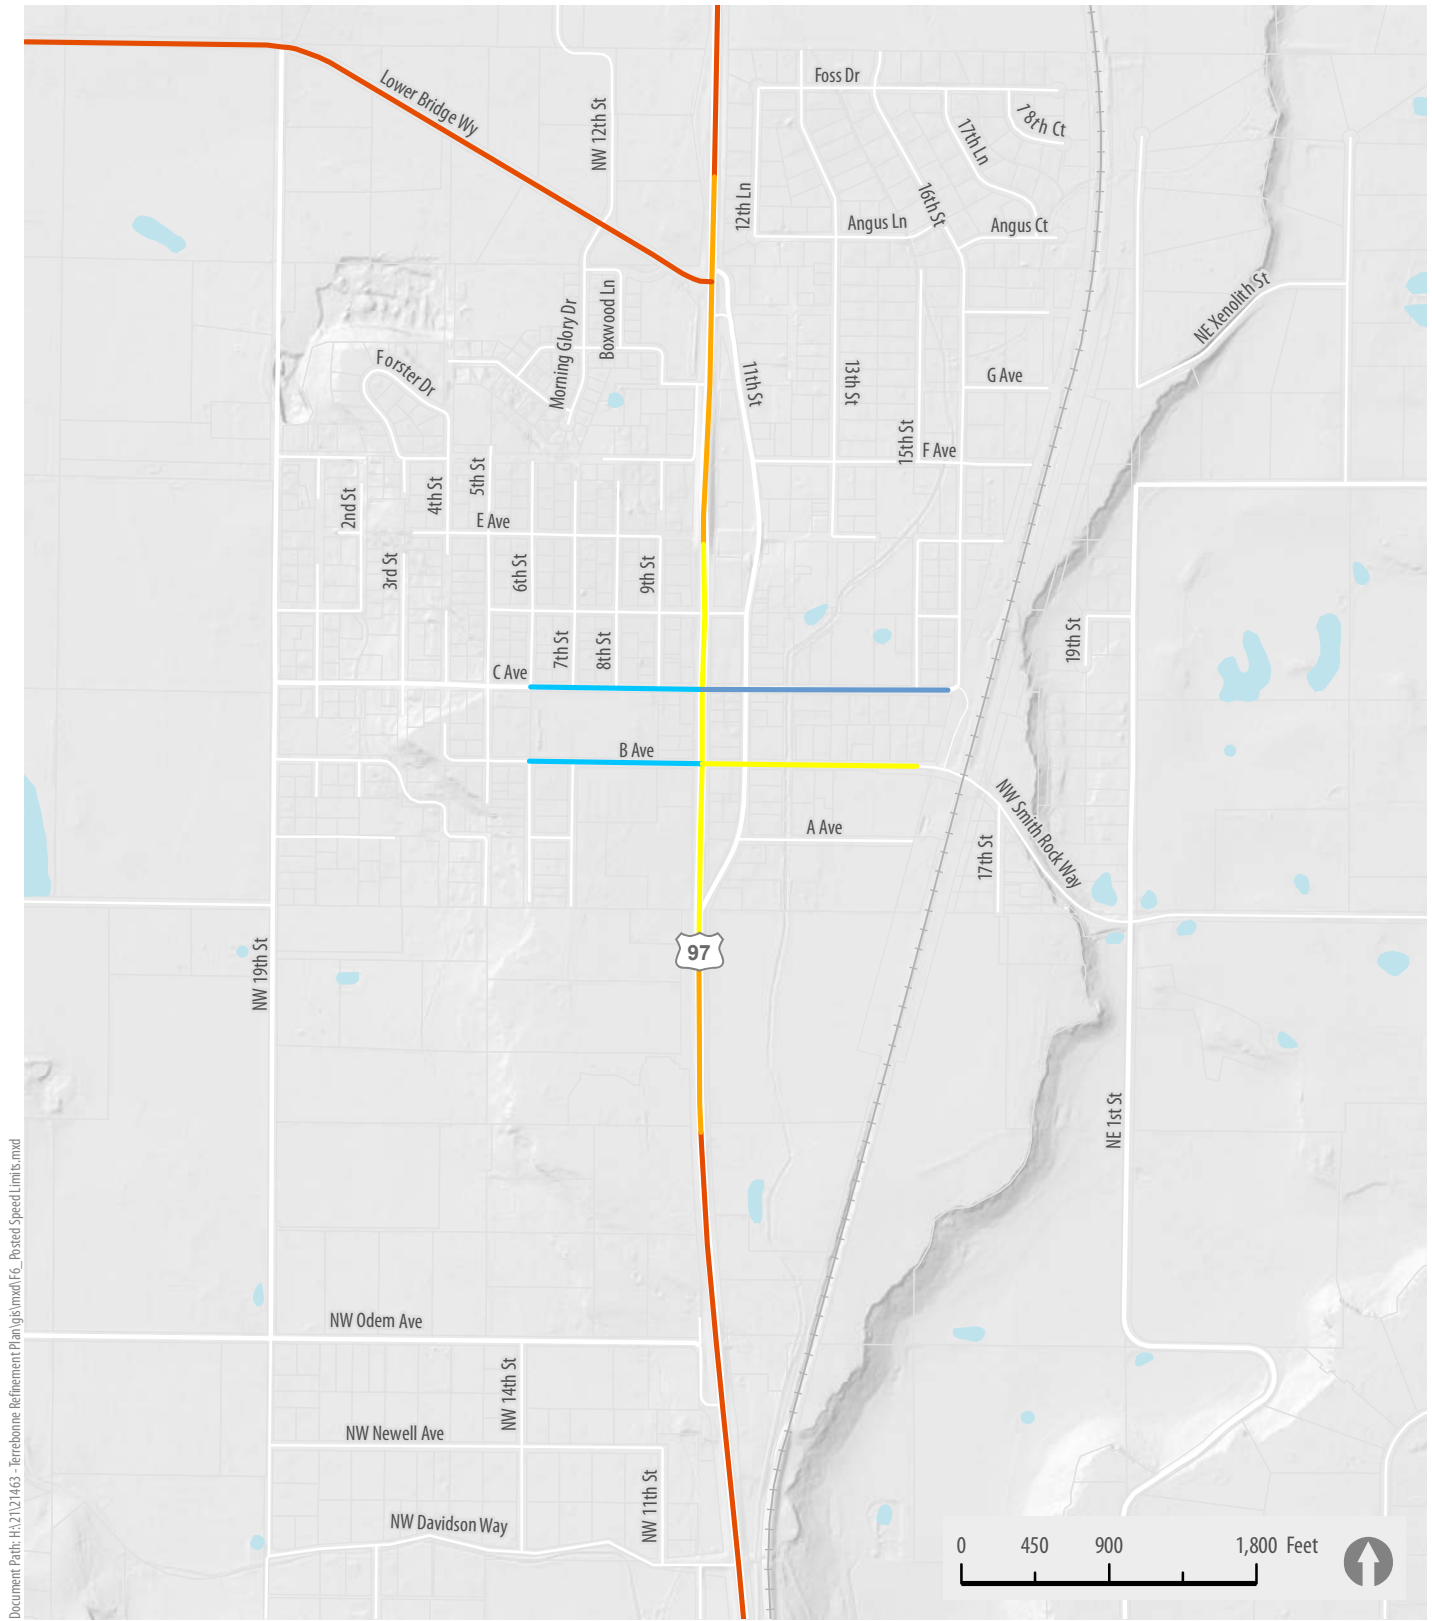 Foss Dr
Lower Bridge Wy
NW 12th St
17th Ln
18th Ct
12th Ln
16th St
Angus Ln
Angus Ct
NE Xenolith St
Boxwood Ln
Morning Glory Dr
Forster Dr
11th St
13th St
G Ave
15th St
F Ave
2nd St
4th St
5th St
E Ave
3rd St
6th St
9th St
7th St
8th St
19th St
C Ave
B Ave
A Ave
NW Smith Rock Way
17th St
97
NW 19th St
NE 1st St
NW Odem Ave
NW 14th St
NW Newell Ave
NW 11th St
NW Davidson Way
0 450 900 1,800 Feet
Document Path: H:\21\21463 - Terrebonne Refinement Plan\gis\mxd\F6_Posted Speed Limits.mxd